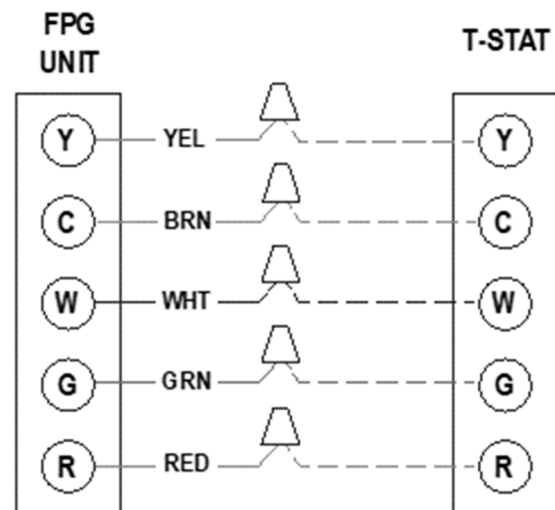 FPG
UNIT
T-STAT
Y YEL Y
C BRN C
W WHT W
G GRN G
R RED R